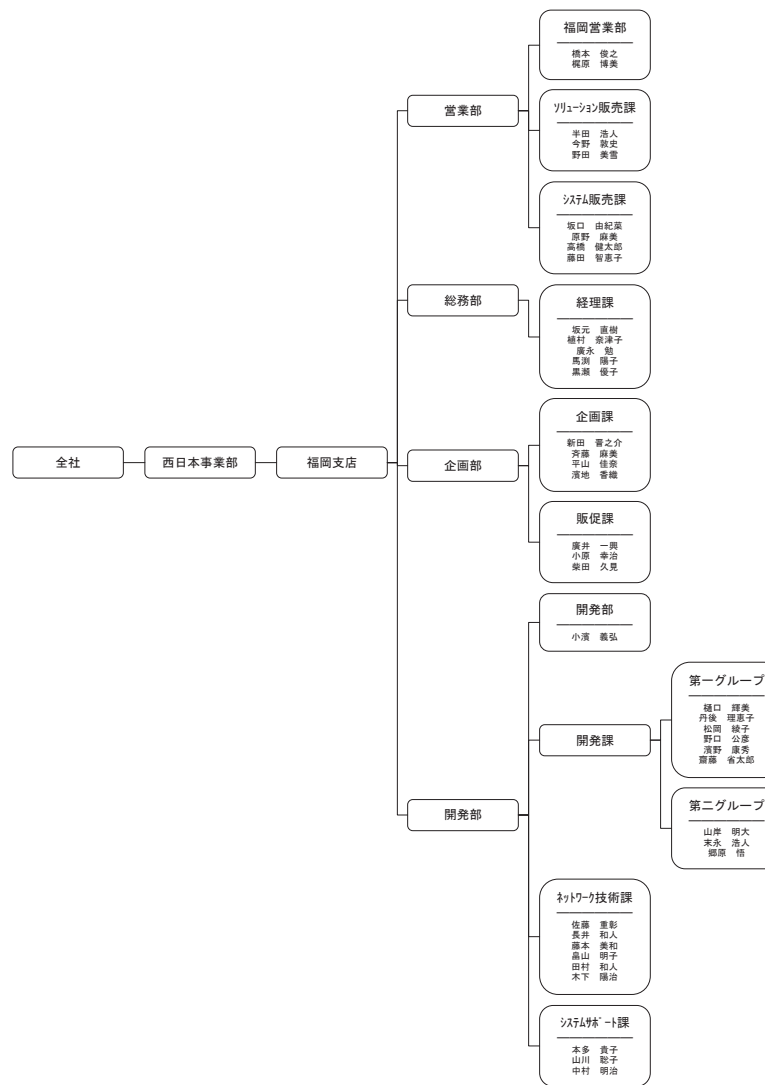 全社
西日本事業部
福岡支店
営業部
福岡営業部
橋本 俊之
梶原 博美
ソリューション販売課
半田 浩人
今野 敦史
野田 美雪
システム販売課
坂口 由紀菜
原野 麻美
高橋 健太郎
藤田 智恵子
総務部
経理課
坂元 直樹
植村 奈津子
廣永 勉
馬渕 陽子
黒瀬 優子
企画部
企画課
新田 晋之介
斉藤 麻美
平山 佳奈
濱地 香織
販促課
廣井 一興
小原 幸治
柴田 久見
開発部
開発部
小濱 義弘
開発課
第一グループ
樋口 輝美
丹後 理恵子
松岡 綾子
野口 公彦
濱野 康秀
齋藤 省太郎
第二グループ
山岸 明大
末永 浩人
郷原 悟
ネットワーク技術課
佐藤 重彰
長井 和人
藤本 美和
畠山 明子
田村 和人
木下 陽治
システムサポート課
本多 貴子
山川 聡子
中村 明治